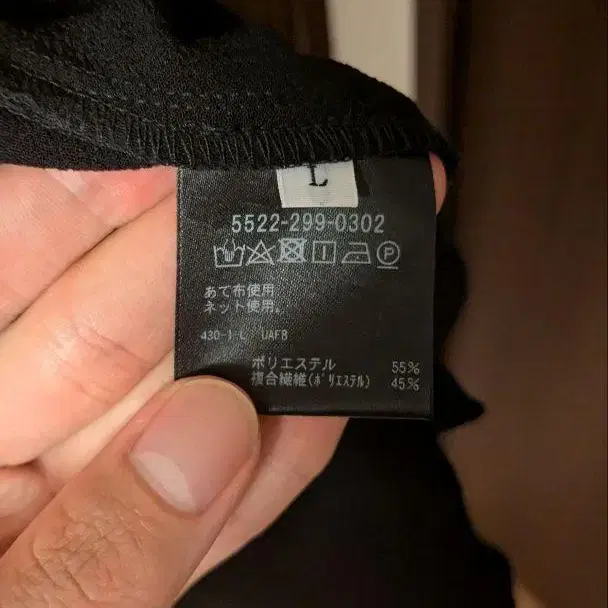 L
5522-299-0302
P
あて布使用
ネット使用。
430-1-L UAFB
ポリエステル 55%
複合繊維(ﾎﾟﾘｴｽﾃﾙ) 45%